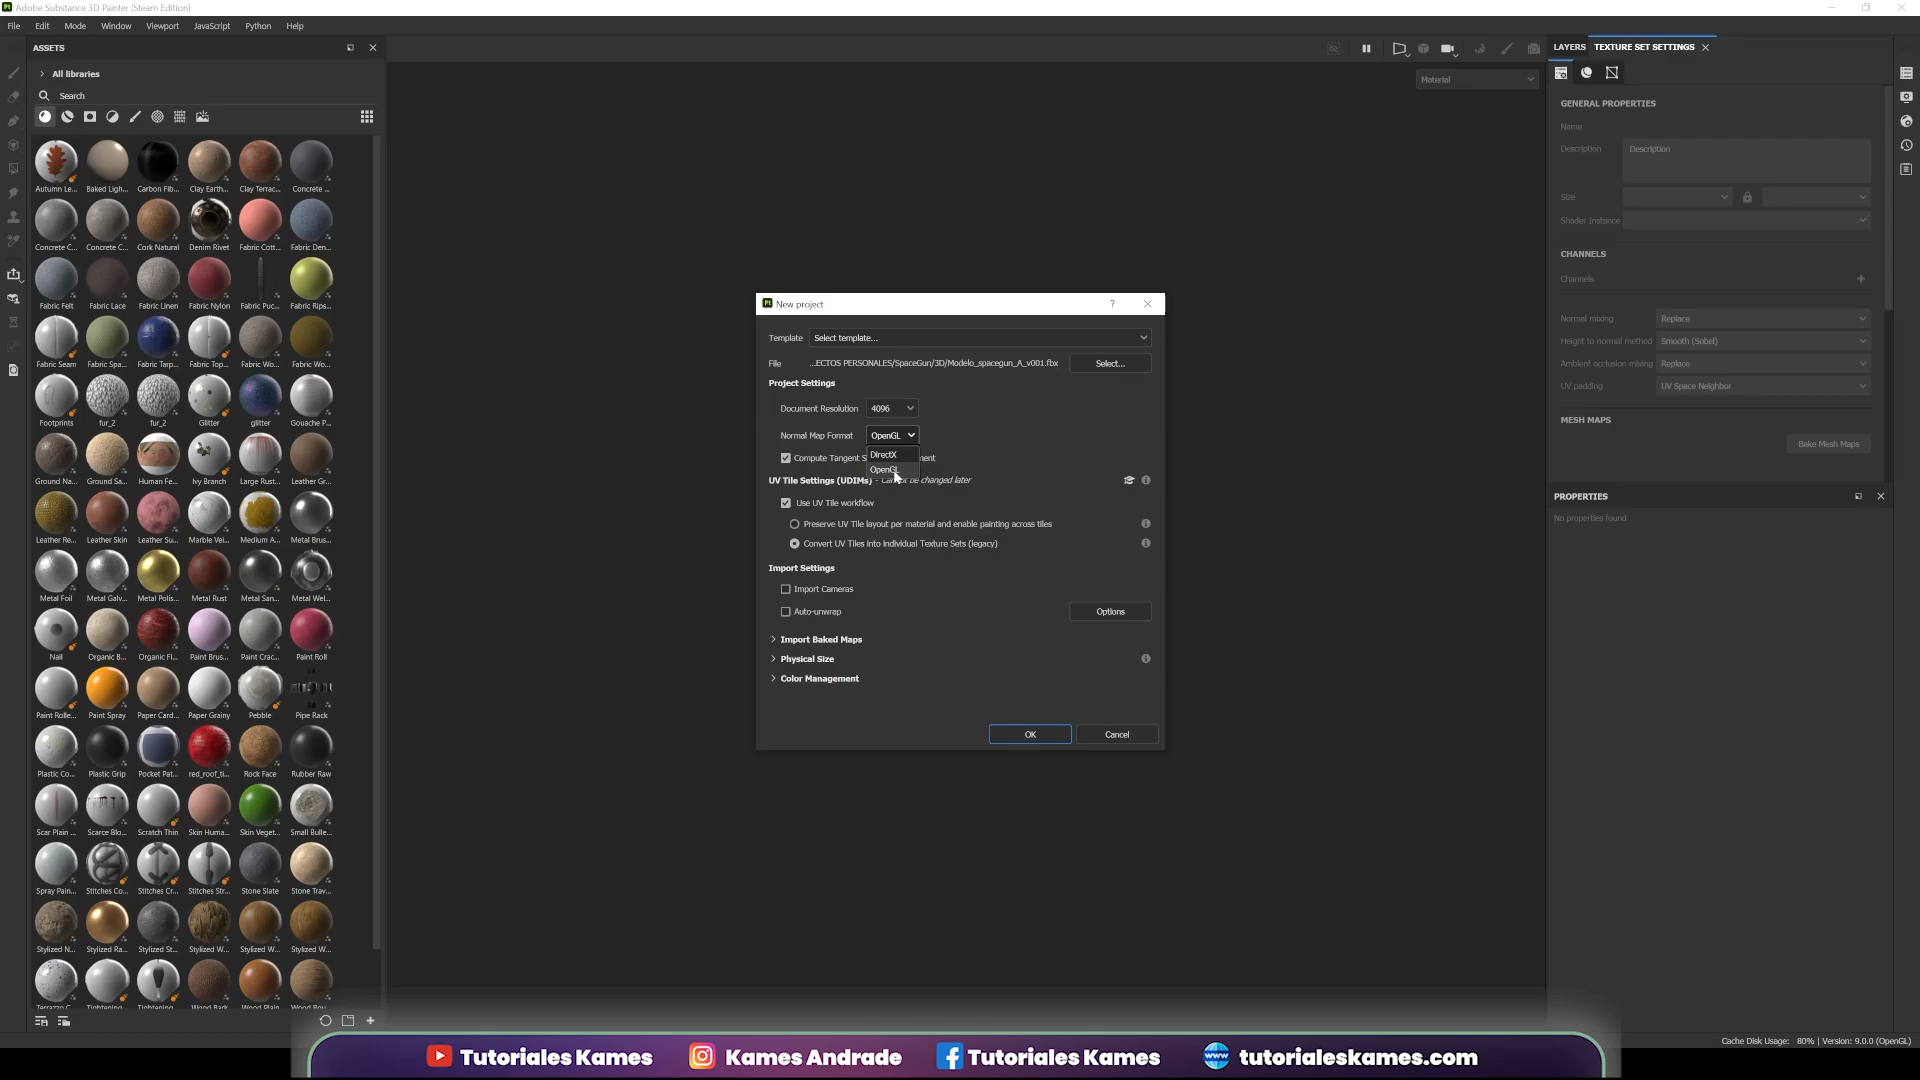 Adobe Substance 3D Painter (Steam Edition)
File Edit Mode Window Viewport JavaScript Python Help
ASSETS
All libraries
Search
Autumn Le... Baked Ligh... Carbon Fib... Clay Earth... Clay Terrac... Concrete ...
Concrete C... Concrete C... Cork Natural Denim Rivet Fabric Cott... Fabric Den...
Fabric Felt Fabric Lace Fabric Linen Fabric Nylon Fabric Puc... Fabric Rips...
Fabric Seam Fabric Spa... Fabric Tarp... Fabric Top... Fabric Wo... Fabric Wo...
Footprints fur_2 fur_2 Glitter glitter Gouache P...
Ground Na... Ground Sa... Human Fe... Ivy Branch Large Rust... Leather Gr...
Leather Re... Leather Skin Leather Su... Marble Vei... Medium A... Metal Brus...
Metal Foil Metal Galv... Metal Polis... Metal Rust Metal San... Metal Wel...
Nail Organic B... Organic Fl... Paint Brus... Paint Crac... Paint Roll
Paint Rolle... Paint Spray Paper Card... Paper Grainy Pebble Pipe Rack
Plastic Co... Plastic Grip Pocket Pat... red_roof_ti... Rock Face Rubber Raw
Scar Plain ... Scarce Blo... Scratch Thin Skin Huma... Skin Veget... Small Bulle...
Spray Pain... Stitches Co... Stitches Cr... Stitches Str... Stone Slate Stone Trav...
Stylized N... Stylized Ra... Stylized St... Stylized W... Stylized W... Stylized W...
Terrazzo C... Tightening... Tightening... Wood Bark Wood Plain Wood Rou...
Material
New project
?
Template Select template...
File ...ECTOS PERSONALES/SpaceGun/3D/Modelo_spacegun_A_v001.fbx Select...
Project Settings
Document Resolution 4096
Normal Map Format OpenGL
DirectX
OpenGL
Compute Tangent S
UV Tile Settings (UDIMs) - be changed later
Use UV Tile workflow
Preserve UV Tile layout per material and enable painting across tiles
Convert UV Tiles into individual Texture Sets (legacy)
Import Settings
Import Cameras
Auto-unwrap Options
Import Baked Maps
Physical Size
Color Management
OK Cancel
LAYERS TEXTURE SET SETTINGS
GENERAL PROPERTIES
Name
Description Description
Size
Shader Instance
CHANNELS
Channels
Normal mixing Replace
Height to normal method Smooth (Sobel)
Ambient occlusion mixing Replace
UV padding UV Space Neighbor
MESH MAPS
Bake Mesh Maps
PROPERTIES
No properties found
Cache Disk Usage: 80% | Version: 9.0.0 (OpenGL)
Tutoriales Kames Kames Andrade Tutoriales Kames www tutorialeskames.com